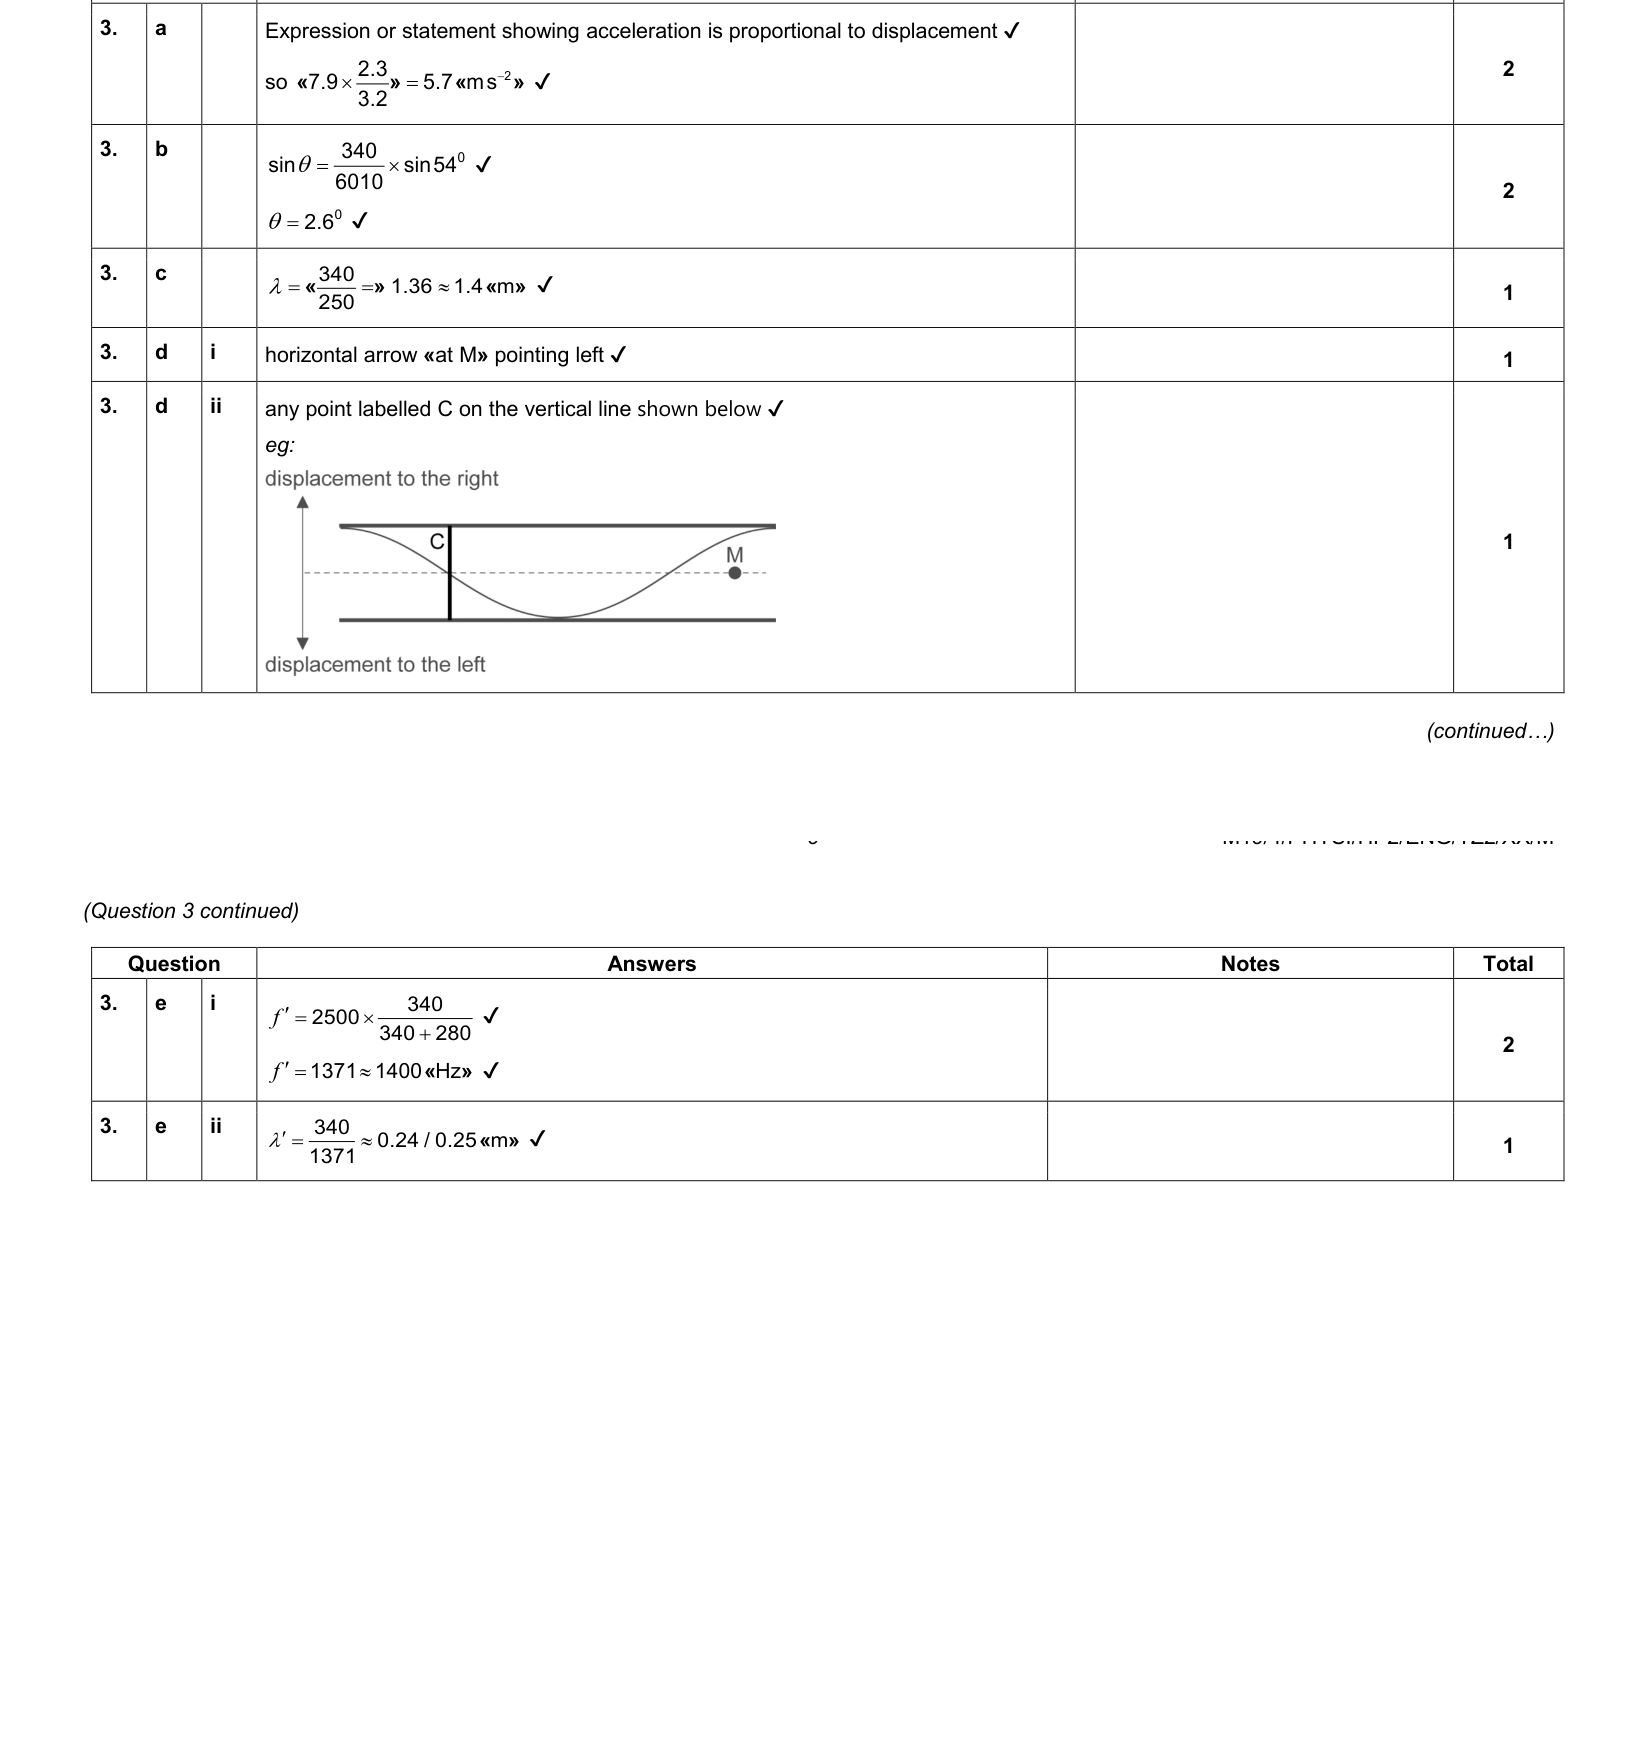 3. a Expression or statement showing acceleration is proportional to displacement ✓
so «7.9 × 2.3/3.2» = 5.7 «m s⁻²» ✓ 2
3. b sin θ = 340/6010 × sin 54⁰ ✓
θ = 2.6⁰ ✓ 2
3. c λ = «340/250 =» 1.36 ≈ 1.4 «m» ✓ 1
3. d i horizontal arrow «at M» pointing left ✓ 1
3. d ii any point labelled C on the vertical line shown below ✓
eg:
displacement to the right
C
M
displacement to the left
1
(continued…)
(Question 3 continued)
Question Answers Notes Total
3. e i f′ = 2500 × 340/(340 + 280) ✓
f′ = 1371 ≈ 1400 «Hz» ✓ 2
3. e ii λ′ = 340/1371 ≈ 0.24 / 0.25 «m» ✓ 1